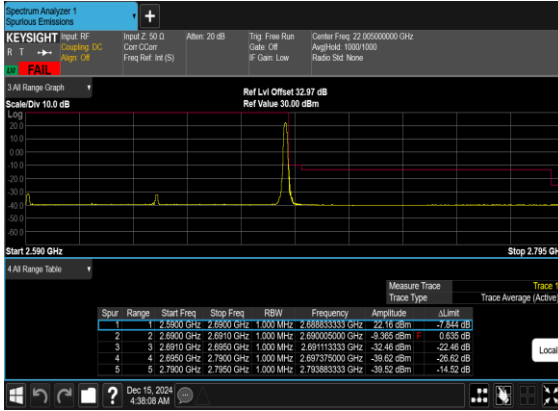 Spectrum Analyzer 1
Spurious Emissions
+
KEYSIGHT Input: RF Input Z: 50 Ω Atten: 20 dB Trig: Free Run Center Freq: 22.005000000 GHz
R T Coupling: DC Corr CCorr Gate: Off Avg|Hold: 1000/1000
Align: Off Freq Ref: Int (S) IF Gain: Low Radio Std: None
FAIL
3 All Range Graph
Ref Lvl Offset 32.97 dB
Scale/Div 10.0 dB Ref Value 30.00 dBm
Log
20.0
10.0
0.00
-10.0
-20.0
-30.0
-40.0
-50.0
-60.0
Start 2.590 GHz Stop 2.795 GH
4 All Range Table
Measure Trace Trace 1
Trace Type Trace Average (Active)
Spur Range Start Freq Stop Freq RBW Frequency Amplitude ΔLimit
1 1 2.5900 GHz 2.6900 GHz 1.000 MHz 2.688833333 GHz 22.16 dBm -7.844 dB
2 2 2.6900 GHz 2.6910 GHz 1.000 MHz 2.690005000 GHz -9.365 dBm F 0.635 dB
3 3 2.6910 GHz 2.6950 GHz 1.000 MHz 2.691113333 GHz -32.46 dBm -22.46 dB
4 4 2.6950 GHz 2.7900 GHz 1.000 MHz 2.697375000 GHz -39.62 dBm -26.62 dB
5 5 2.7900 GHz 2.7950 GHz 1.000 MHz 2.793883333 GHz -39.52 dBm -14.52 dB
Local
?
Dec 15, 2024
4:38:08 AM